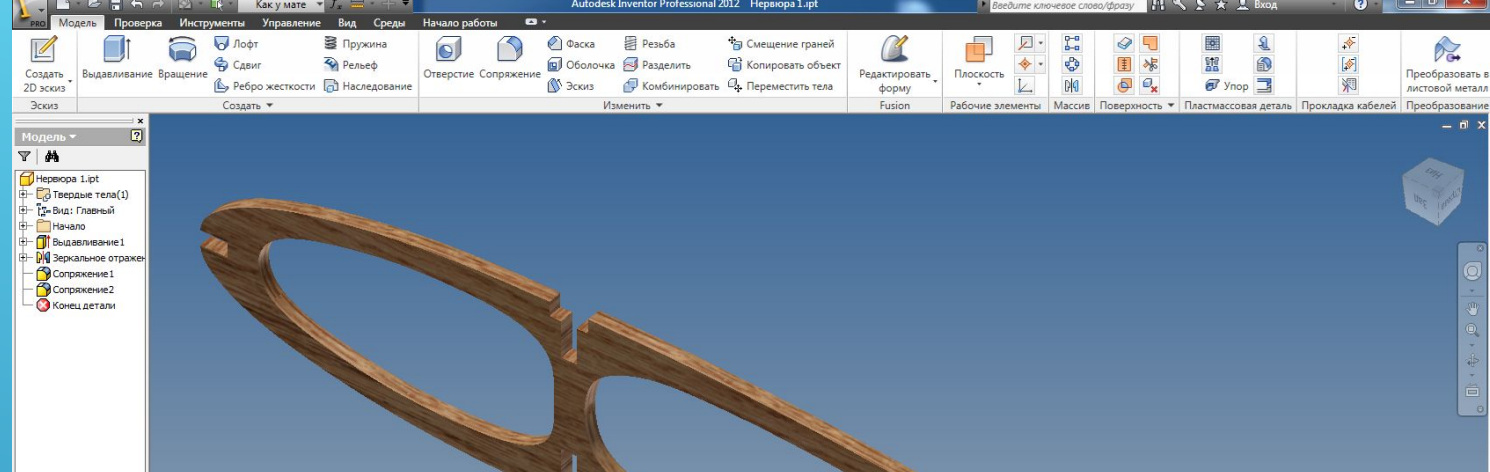 Как у мате
Autodesk Inventor Professional 2012 Нервюра 1.ipt
Введите ключевое слово/фразу
Вход
PRO
Модель Проверка Инструменты Управление Вид Среды Начало работы
Создать 2D эскиз
Выдавливание
Вращение
Лофт
Сдвиг
Ребро жесткости
Пружина
Рельеф
Наследование
Отверстие
Сопряжение
Фаска
Оболочка
Эскиз
Резьба
Разделить
Комбинировать
Смещение граней
Копировать объект
Переместить тела
Редактировать форму
Плоскость
Упор
Преобразовать в
листовой металл
Эскиз Создать Изменить Fusion Рабочие элементы Массив Поверхность Пластмассовая деталь Прокладка кабелей Преобразование
Модель
Нервюра 1.ipt
Твердые тела(1)
Вид: Главный
Начало
Выдавливание1
Зеркальное отражен
Сопряжение1
Сопряжение2
Конец детали